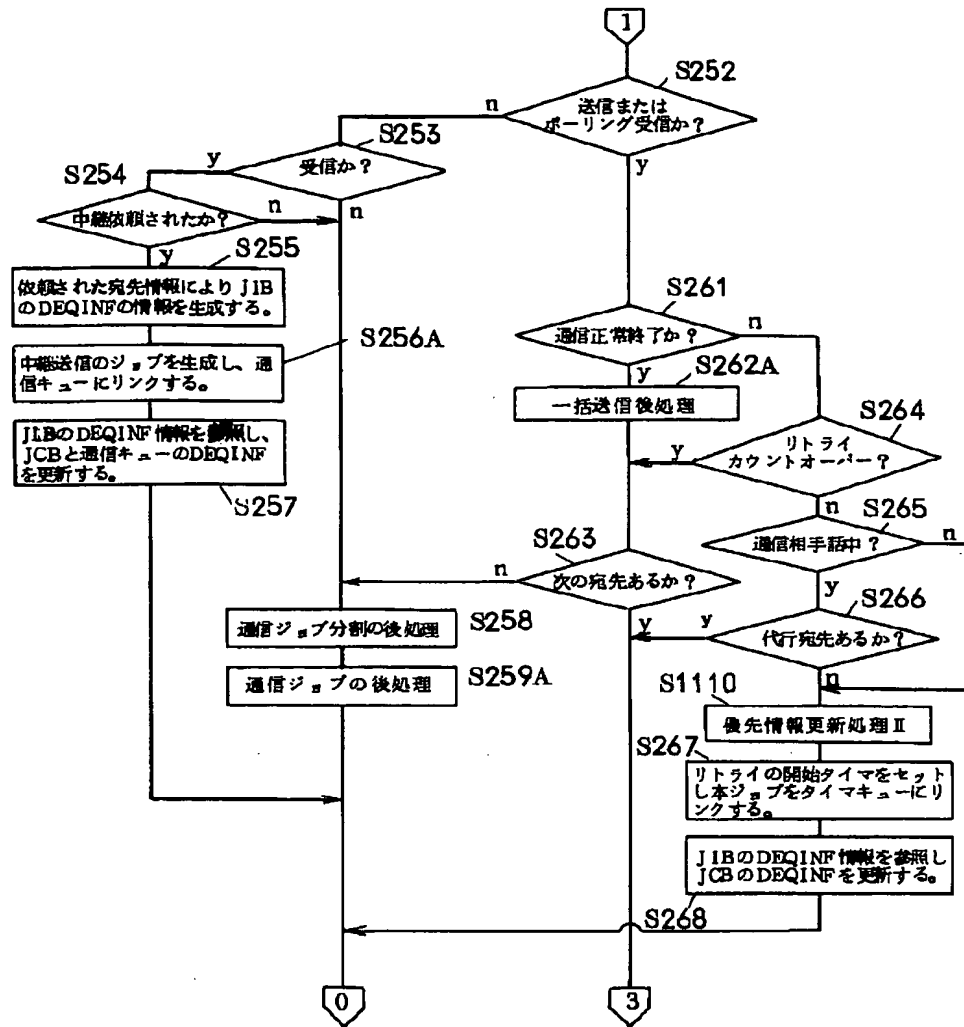 1
S252
送信または
ポーリング受信か?
n
y
S253
受信か?
y
n
S254
中継依頼されたか?
n
y
S255
依頼された宛先情報により JIB
のDEQINFの情報を生成する。
S256A
中継送信のジョブを生成し、通
信キューにリンクする。
JIBのDEQINF情報を参照し、
JCBと通信キューのDEQINF
を更新する。
S257
S261
通信正常終了か?
n
y
S262A
一括送信後処理
S264
リトライ
カウントオーバー?
y
n
S265
通信相手話中?
n
y
S263
次の宛先あるか?
n
y
S266
代行宛先あるか?
y
n
S258
通信ジョブ分割の後処理
S259A
通信ジョブの後処理
S1110
優先情報更新処理Ⅱ
S267
リトライの開始タイマをセット
し本ジョブをタイマキューにリ
ンクする。
JIBのDEQINF情報を参照し
JCBのDEQINFを更新する。
S268
0
3